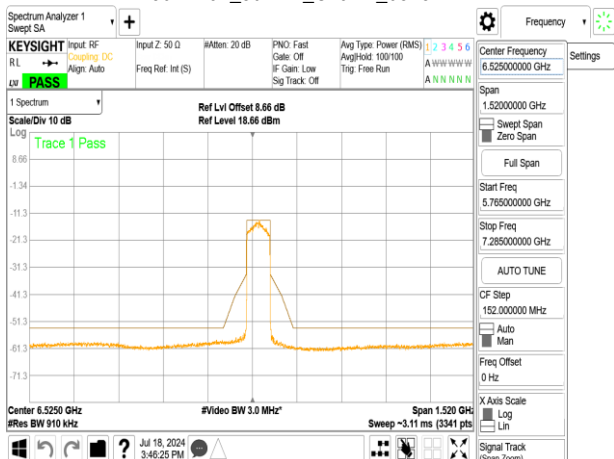 Spectrum Analyzer 1
Swept SA
Frequency
KEYSIGHT
Input: RF
Coupling: DC
Align: Auto
Input Z: 50 Ω
Freq Ref: Int (S)
#Atten: 20 dB
PNO: Fast
Gate: Off
IF Gain: Low
Sig Track: Off
Avg Type: Power (RMS)
Avg|Hold: 100/100
Trig: Free Run
1 2 3 4 5 6
A W W W W W
A N N N N N
RL
LXI
PASS
1 Spectrum
Scale/Div 10 dB
Ref Lvl Offset 8.66 dB
Ref Level 18.66 dBm
Log
Trace 1 Pass
8.66
-1.34
-11.3
-21.3
-31.3
-41.3
-51.3
-61.3
-71.3
Center 6.5250 GHz
#Res BW 910 kHz
#Video BW 3.0 MHz*
Span 1.520 GHz
Sweep ~3.11 ms (3341 pts
Jul 18, 2024
3:46:25 PM
Center Frequency
6.525000000 GHz
Settings
Span
1.52000000 GHz
Swept Span
Zero Span
Full Span
Start Freq
5.765000000 GHz
Stop Freq
7.285000000 GHz
AUTO TUNE
CF Step
152.000000 MHz
Auto
Man
Freq Offset
0 Hz
X Axis Scale
Log
Lin
Signal Track
(Span Zoom)